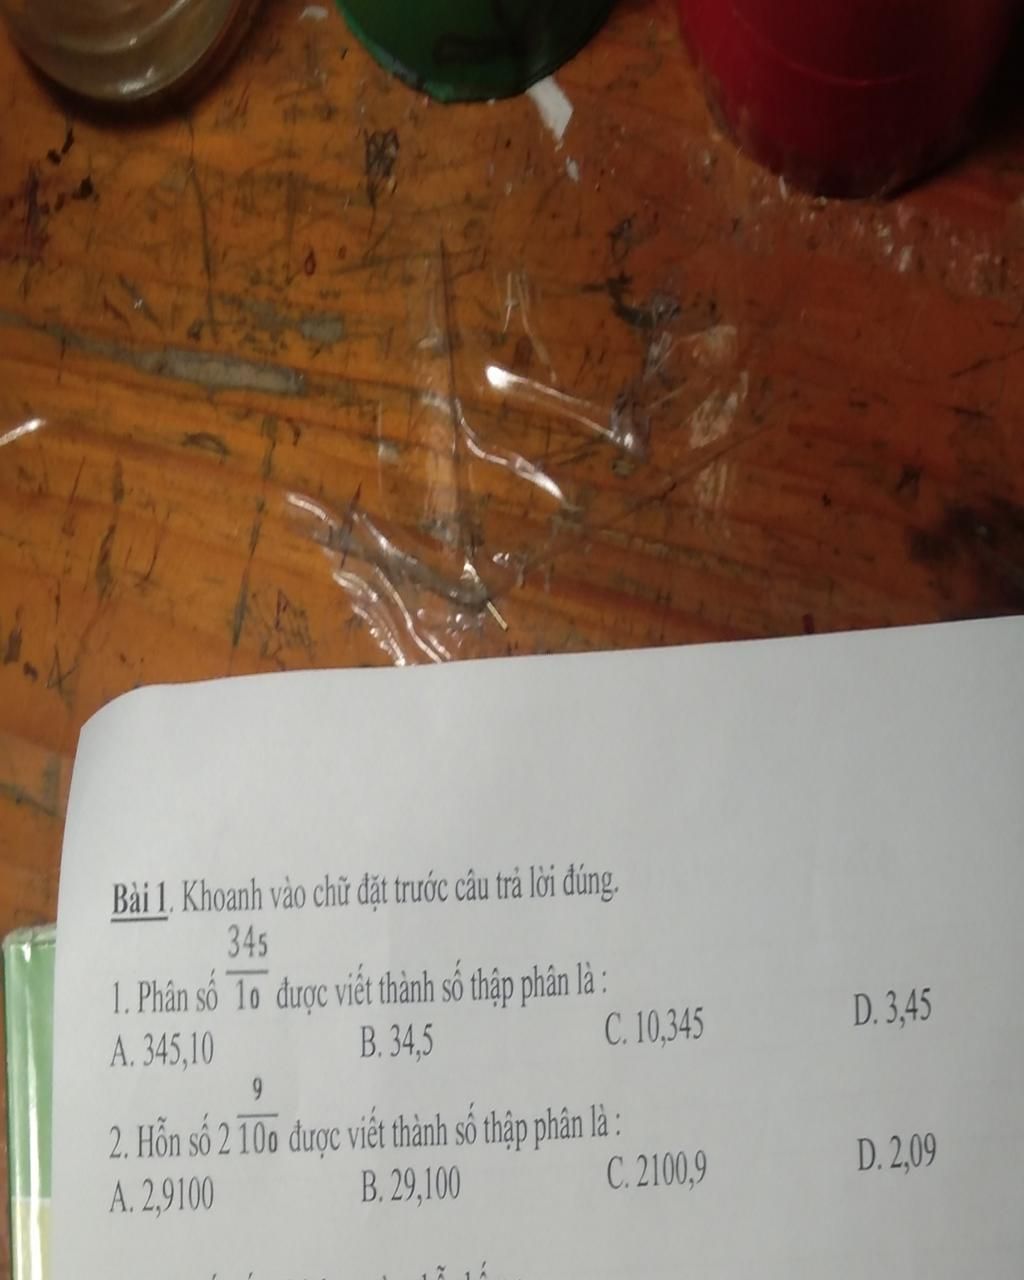 Bài 1. Khoanh vào chữ đặt trước câu trả lời đúng.
1. Phân số 345/10 được viết thành số thập phân là :
A. 345,10 B. 34,5 C. 10,345 D. 3,45
2. Hỗn số 2 9/100 được viết thành số thập phân là :
A. 2,9100 B. 29,100 C. 2100,9 D. 2,09